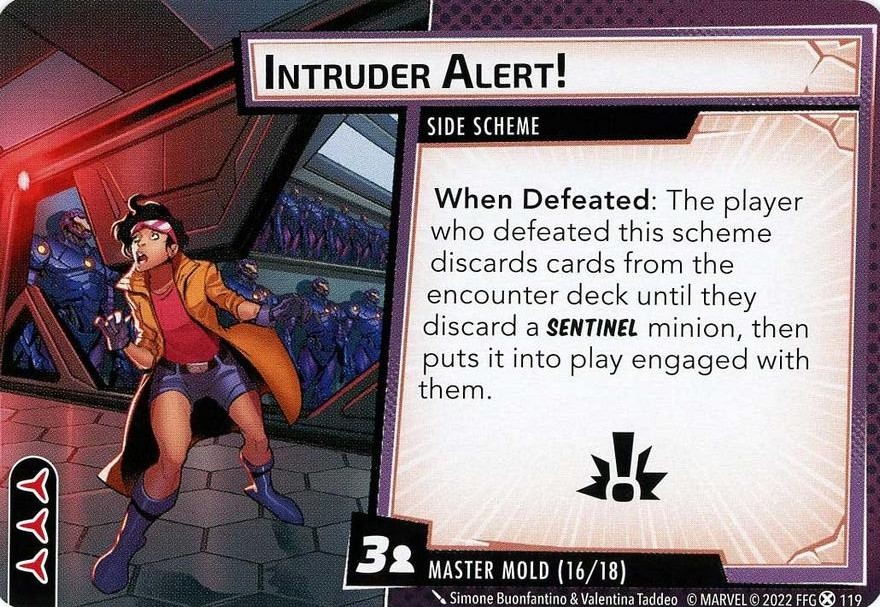 INTRUDER ALERT!
SIDE SCHEME
When Defeated: The player
who defeated this scheme
discards cards from the
encounter deck until they
discard a SENTINEL minion, then
puts it into play engaged with
them.
3
MASTER MOLD (16/18)
Simone Buonfantino & Valentina Taddeo © MARVEL © 2022 FFG 119